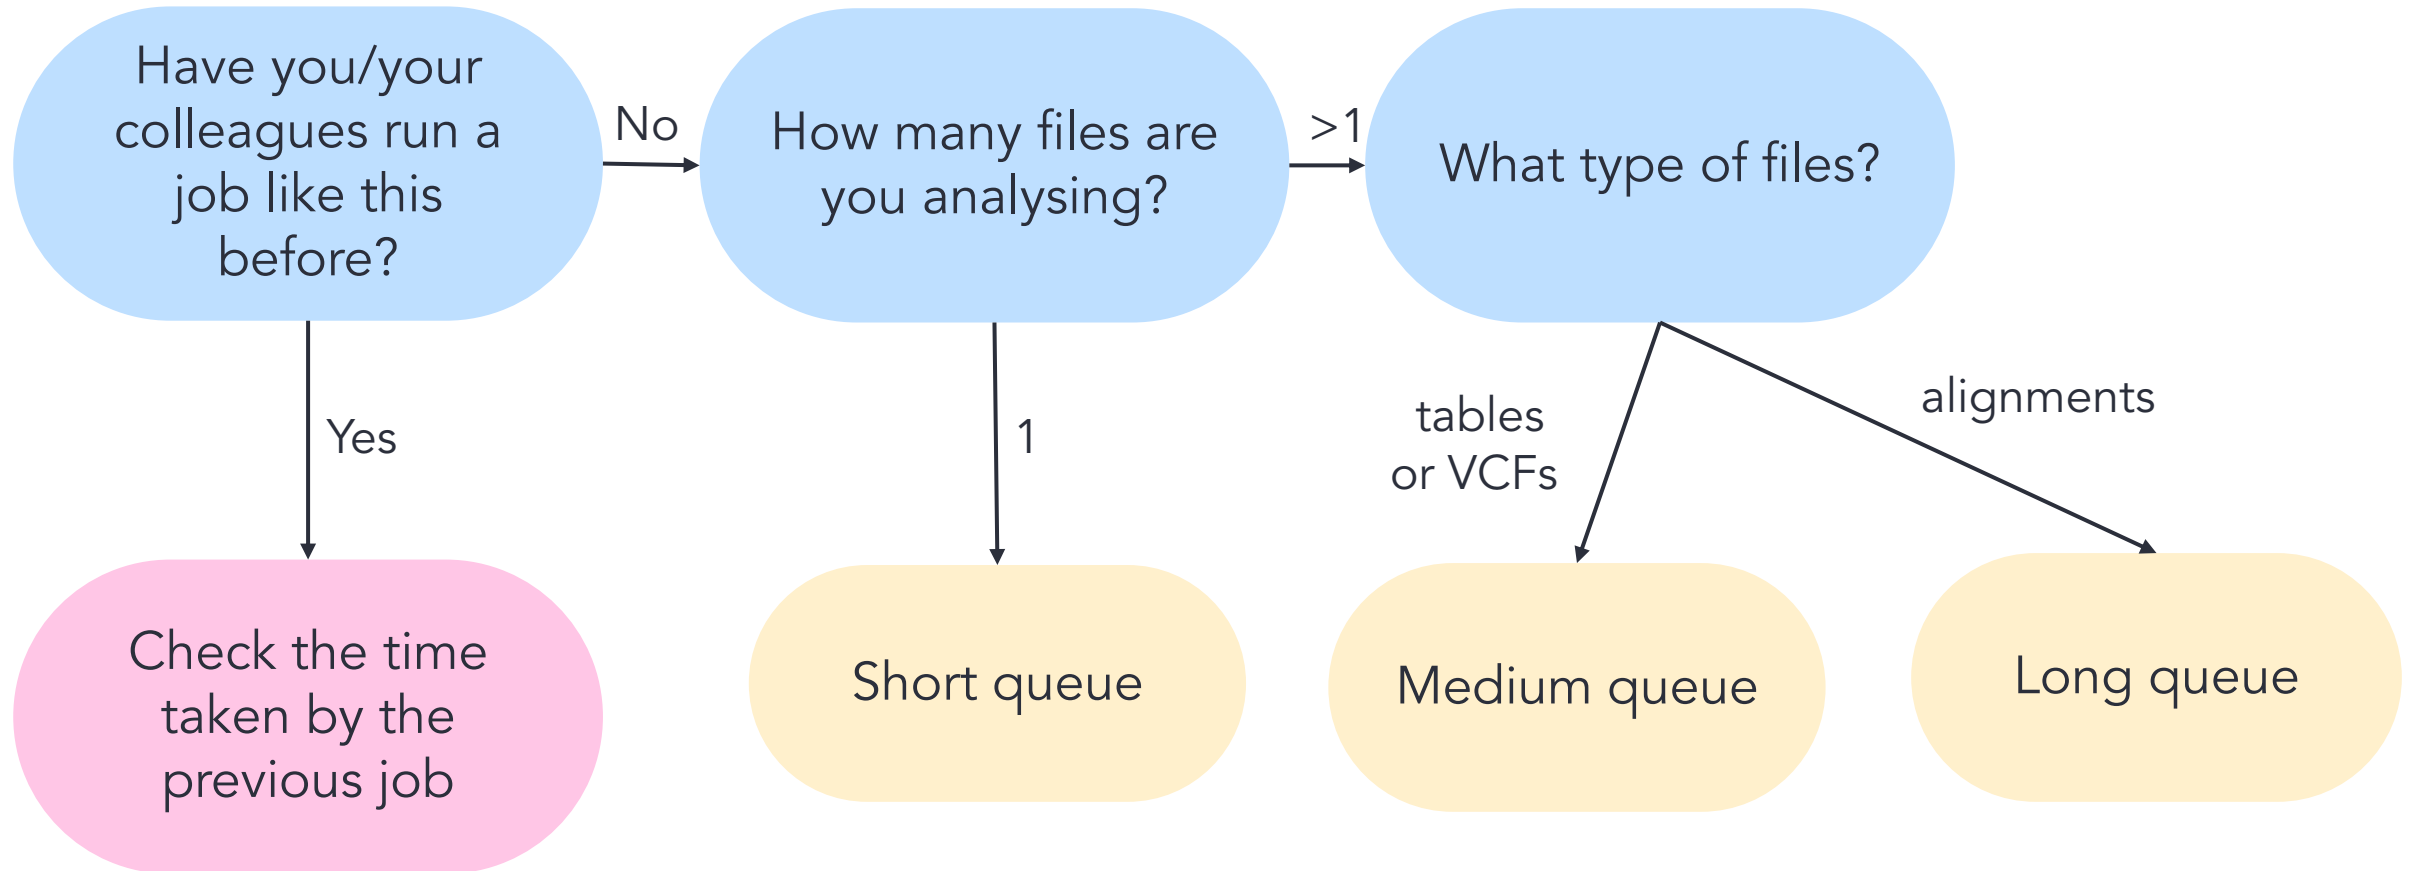 Have you/your
colleagues run a
job like this
before?
No
How many files are
you analysing?
>1
What type of files?
Yes
1
tables
or VCFs
alignments
Check the time
taken by the
previous job
Short queue
Medium queue
Long queue